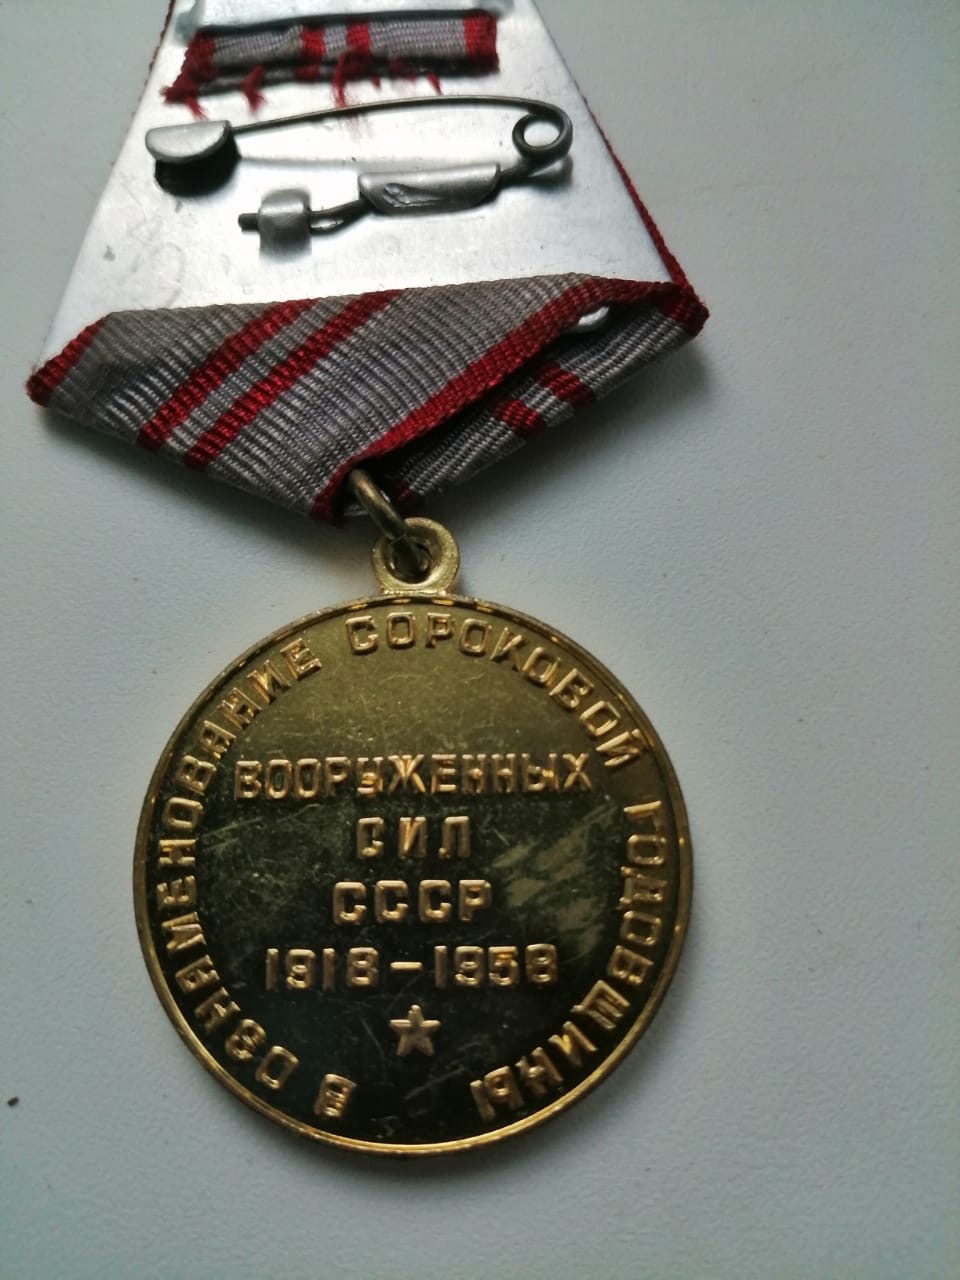 В ОЗНАМЕНОВАНИЕ СОРОКОВОЙ ГОДОВЩИНЫ
ВООРУЖЕННЫХ
СИЛ
СССР
1918-1958